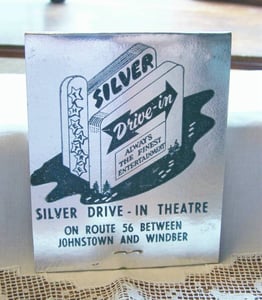 SILVER
Drive-in
ALWAYS
THE FINEST
ENTERTAINMENT!
SILVER DRIVE-IN THEATRE
ON ROUTE 56 BETWEEN
JOHNSTOWN AND WINDBER